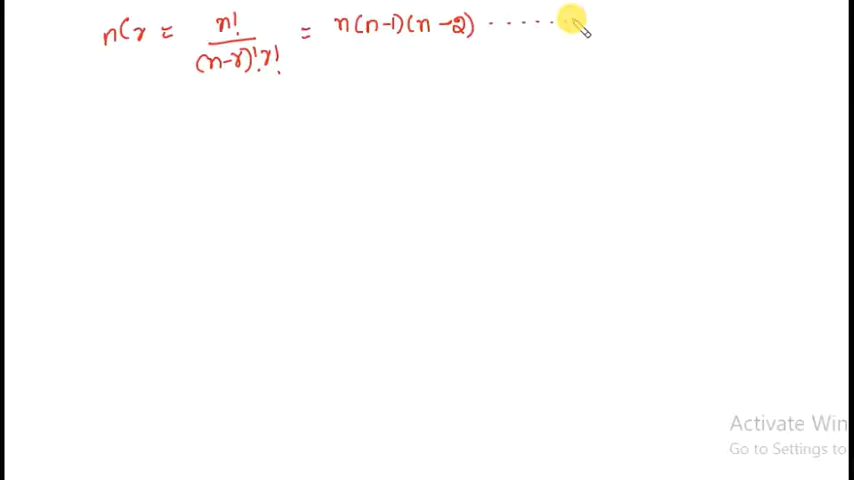 nCr = n! / (n-r)! r! = n(n-1)(n-2) ......
Activate Win
Go to Settings to